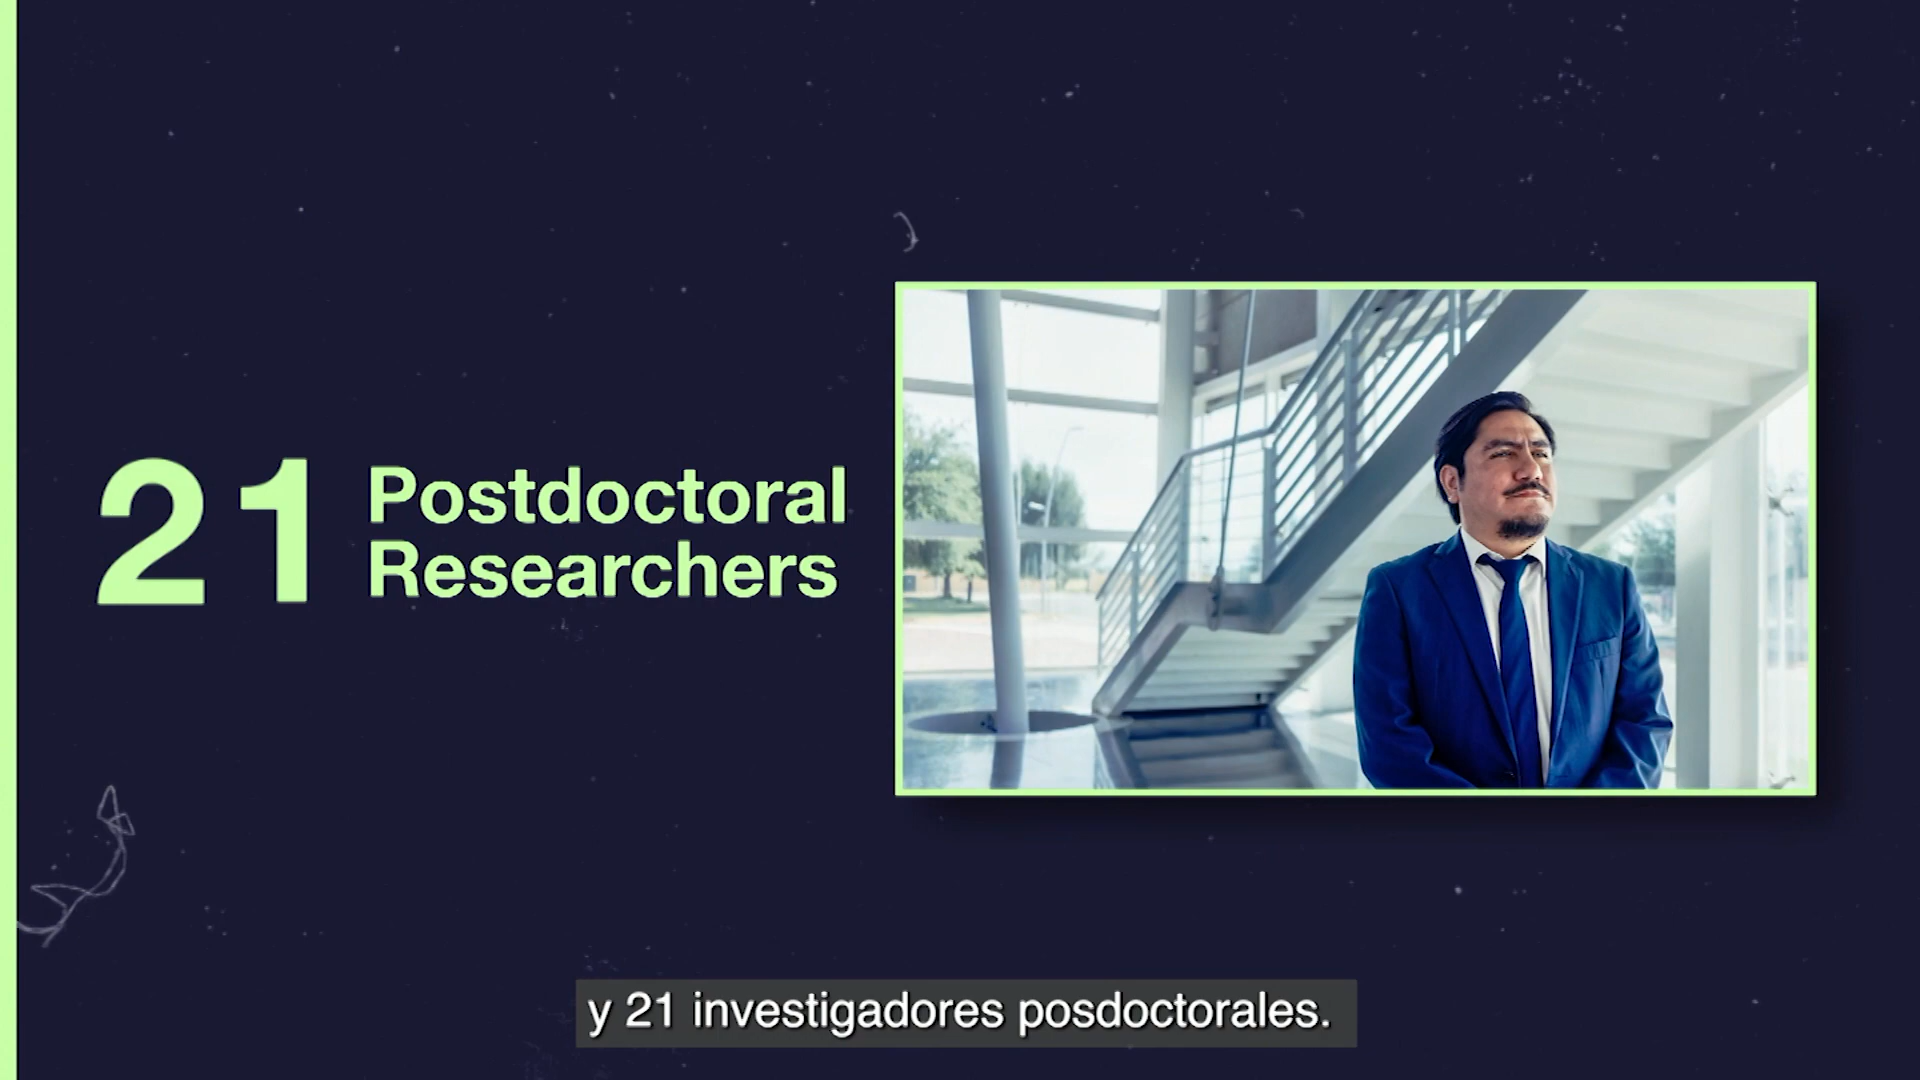 21 Postdoctoral
Researchers
y 21 investigadores posdoctorales.